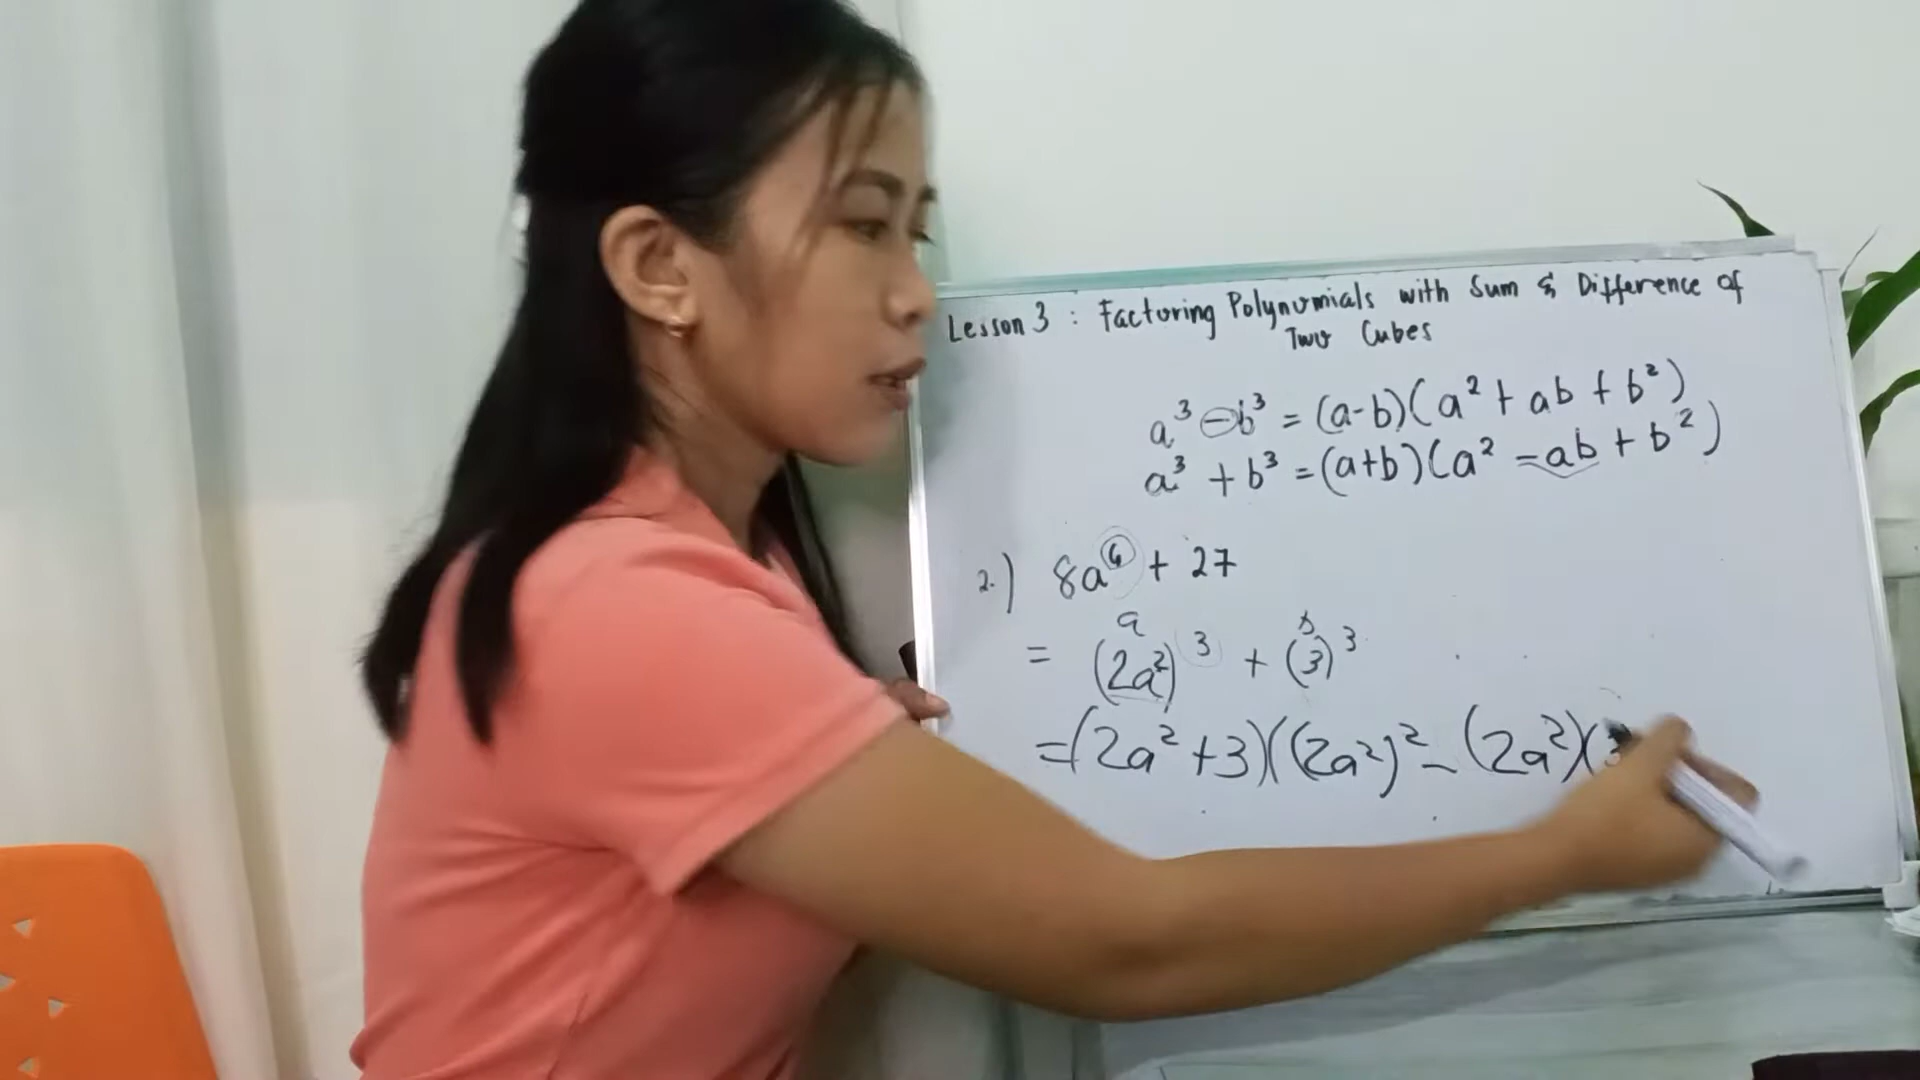 Lesson 3 : Factoring Polynomials with Sum & Difference of
Two Cubes
a³ - b³ = (a-b)(a² + ab + b²)
a³ + b³ = (a+b)(a² - ab + b²)
2.) 8a⁶ + 27
a
= (2a²)³ + (3)³
=(2a² +3)((2a²)² - (2a²)(3